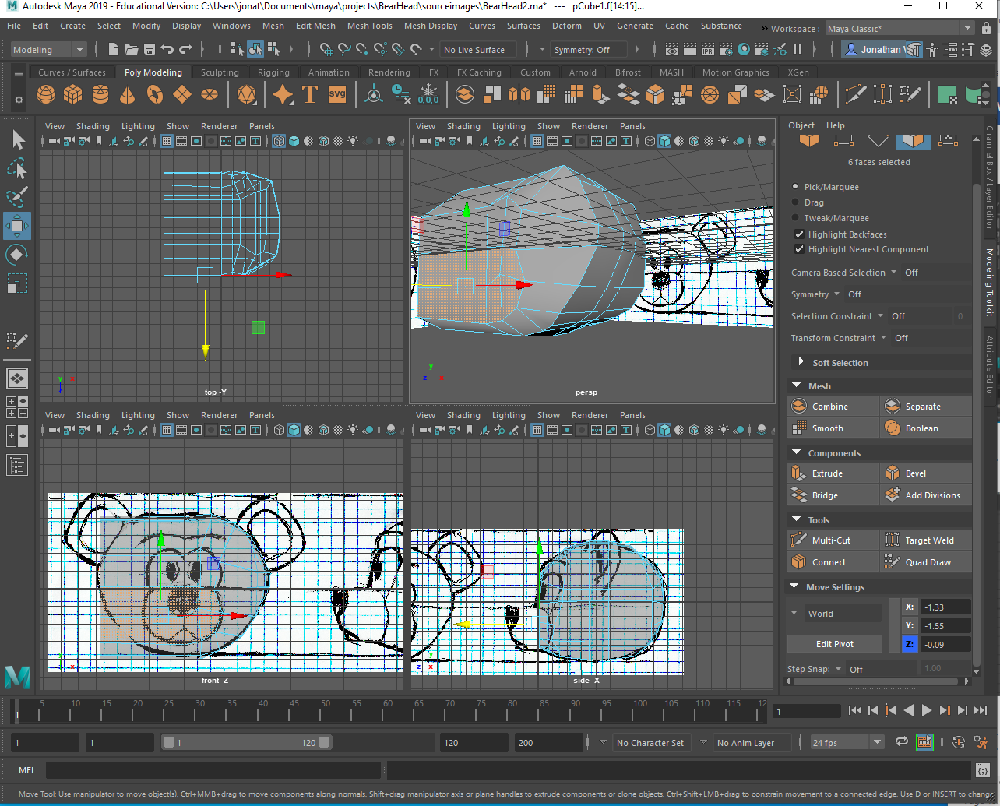 Autodesk Maya 2019 - Educational Version: C:\Users\jonat\Documents\maya\projects\BearHead\sourceimages\BearHead2.ma* --- pCube1.f[14:15]...
File Edit Create Select Modify Display Windows Mesh Edit Mesh Mesh Tools Mesh Display Curves Surfaces Deform UV Generate Cache Substance » Workspace : Maya Classic*
Modeling No Live Surface Symmetry: Off Jonathan
Curves / Surfaces Poly Modeling Sculpting Rigging Animation Rendering FX FX Caching Custom Arnold Bifrost MASH Motion Graphics XGen
T svg 0,0,0 IPR
View Shading Lighting Show Renderer Panels
View Shading Lighting Show Renderer Panels
top -Y
persp
View Shading Lighting Show Renderer Panels
View Shading Lighting Show Renderer Panels
front -Z
side -X
Object Help
6 faces selected
Pick/Marquee
Drag
Tweak/Marquee
Highlight Backfaces
Highlight Nearest Component
Camera Based Selection Off
Symmetry Off
Selection Constraint Off 0
Transform Constraint Off
Soft Selection
Mesh
Combine Separate
Smooth Boolean
Components
Extrude Bevel
Bridge Add Divisions
Tools
Multi-Cut Target Weld
Connect Quad Draw
Move Settings
World X: -1.33
Y: -1.55
Edit Pivot Z: -0.09
Step Snap: Off 1.00
Channel Box / Layer Editor
Modeling Toolkit
Attribute Editor
5 10 15 20 25 30 35 40 45 50 55 60 65 70 75 80 85 90 95 100 105 110 115 12
1 1
1 1 1 120 120 200 No Character Set No Anim Layer 24 fps
MEL
Move Tool: Use manipulator to move object(s). Ctrl+MMB+drag to move components along normals. Shift+drag manipulator axis or plane handles to extrude components or clone objects. Ctrl+Shift+LMB+drag to constrain movement to a connected edge. Use D or INSERT to change